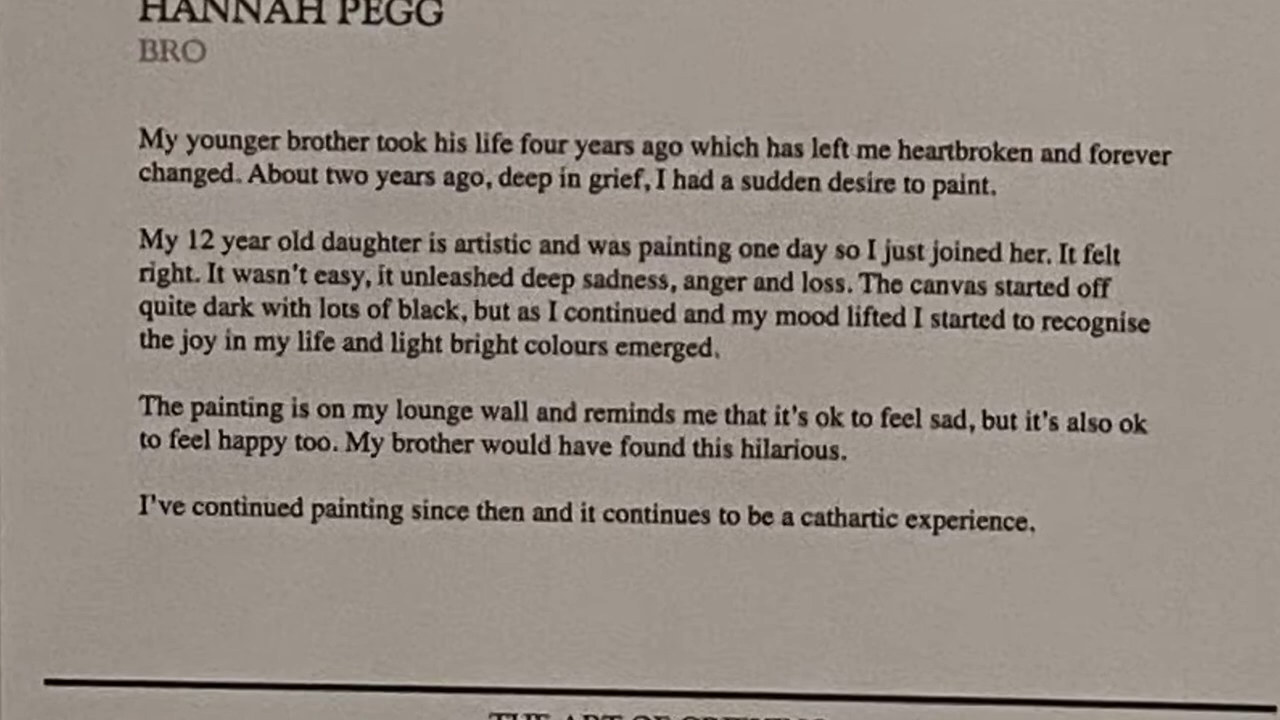 HANNAH PEGG
BRO
My younger brother took his life four years ago which has left me heartbroken and forever
changed. About two years ago, deep in grief, I had a sudden desire to paint.
My 12 year old daughter is artistic and was painting one day so I just joined her. It felt
right. It wasn't easy, it unleashed deep sadness, anger and loss. The canvas started off
quite dark with lots of black, but as I continued and my mood lifted I started to recognise
the joy in my life and light bright colours emerged.
The painting is on my lounge wall and reminds me that it's ok to feel sad, but it's also ok
to feel happy too. My brother would have found this hilarious.
I've continued painting since then and it continues to be a cathartic experience.
THE ART OF